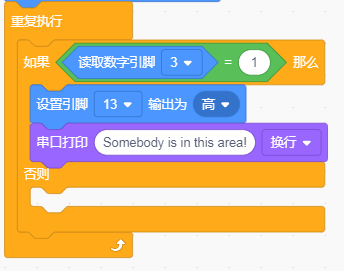 重复执行
如果 读取数字引脚 3 = 1 那么
设置引脚 13 输出为 高
串口打印 Somebody is in this area! 换行
否则